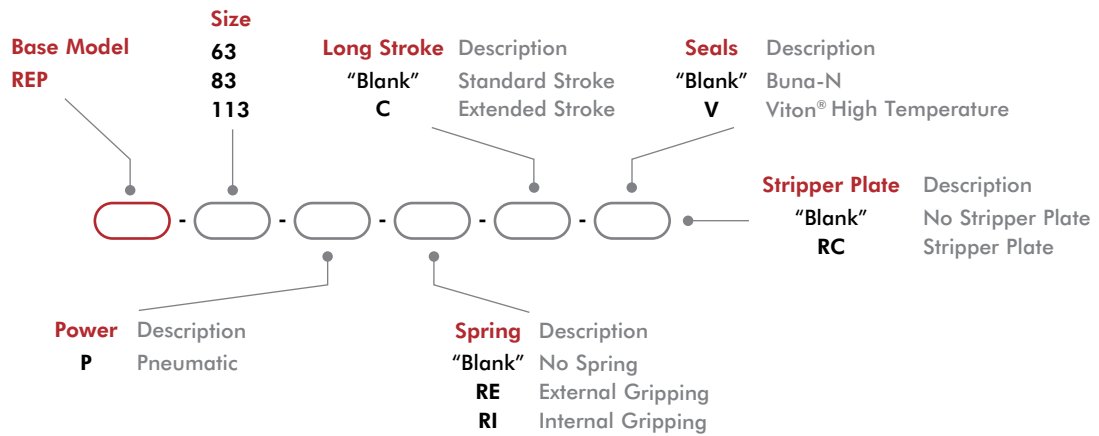 Size
Base Model
REP
63
83
113
Long Stroke Description
"Blank" Standard Stroke
C Extended Stroke
Seals Description
"Blank" Buna-N
V Viton® High Temperature
- - - - -
Stripper Plate Description
"Blank" No Stripper Plate
RC Stripper Plate
Power Description
P Pneumatic
Spring Description
"Blank" No Spring
RE External Gripping
RI Internal Gripping